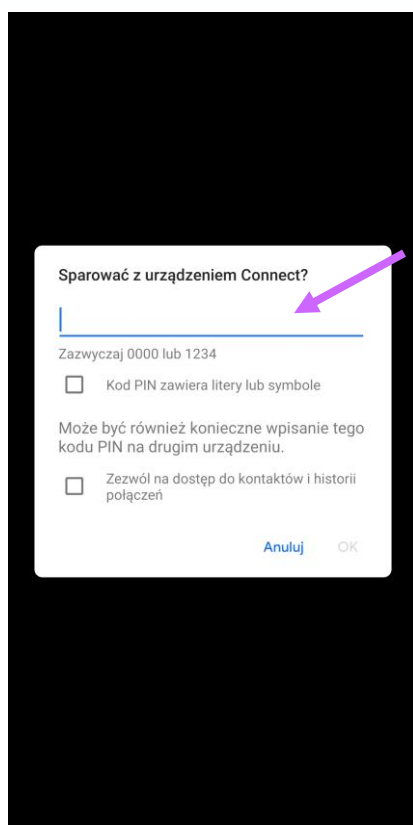 Sparować z urządzeniem Connect?
Zazwyczaj 0000 lub 1234
Kod PIN zawiera litery lub symbole
Może być również konieczne wpisanie tego
kodu PIN na drugim urządzeniu.
Zezwól na dostęp do kontaktów i historii
połączeń
Anuluj OK